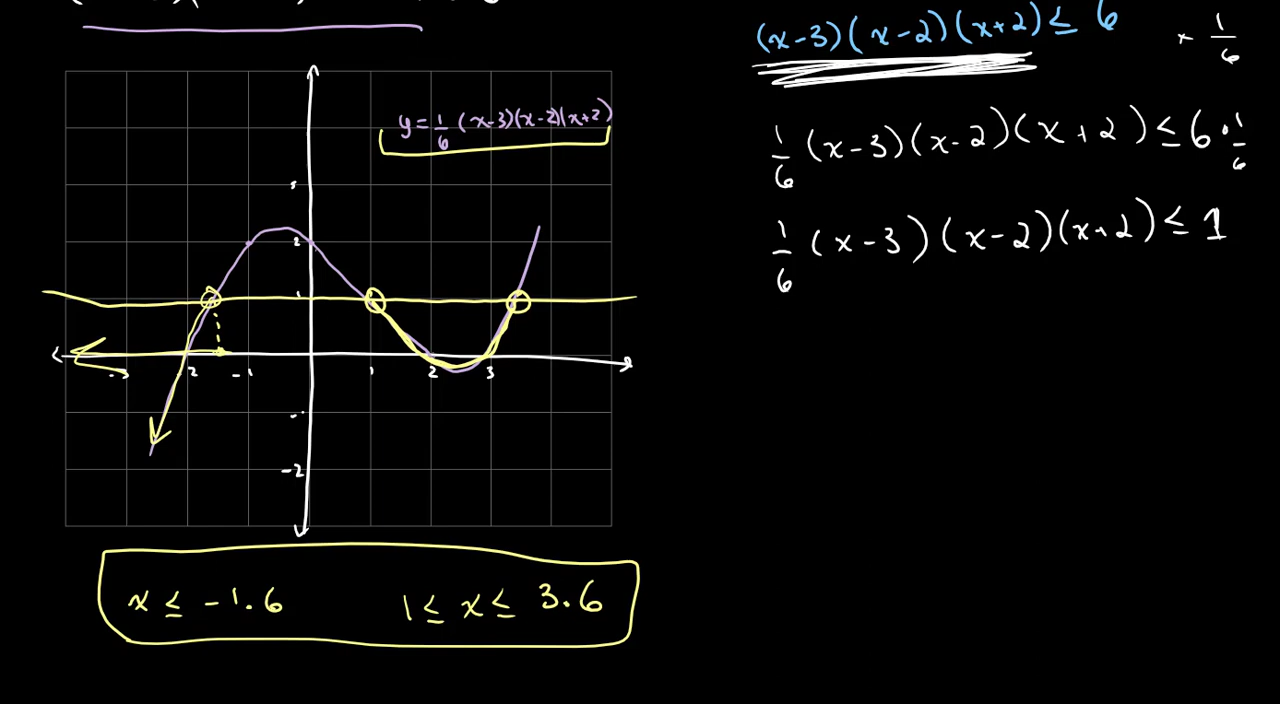 (x-3)(x-2)(x+2) ≤ 6
× 1/6
y = 1/6 (x-3)(x-2)(x+2)
1/6 (x-3)(x-2)(x+2) ≤ 6 · 1/6
1/6 (x-3)(x-2)(x+2) ≤ 1
3
2
1
-3 -2 -1 1 2 3
-2
x ≤ -1.6 1 ≤ x ≤ 3.6